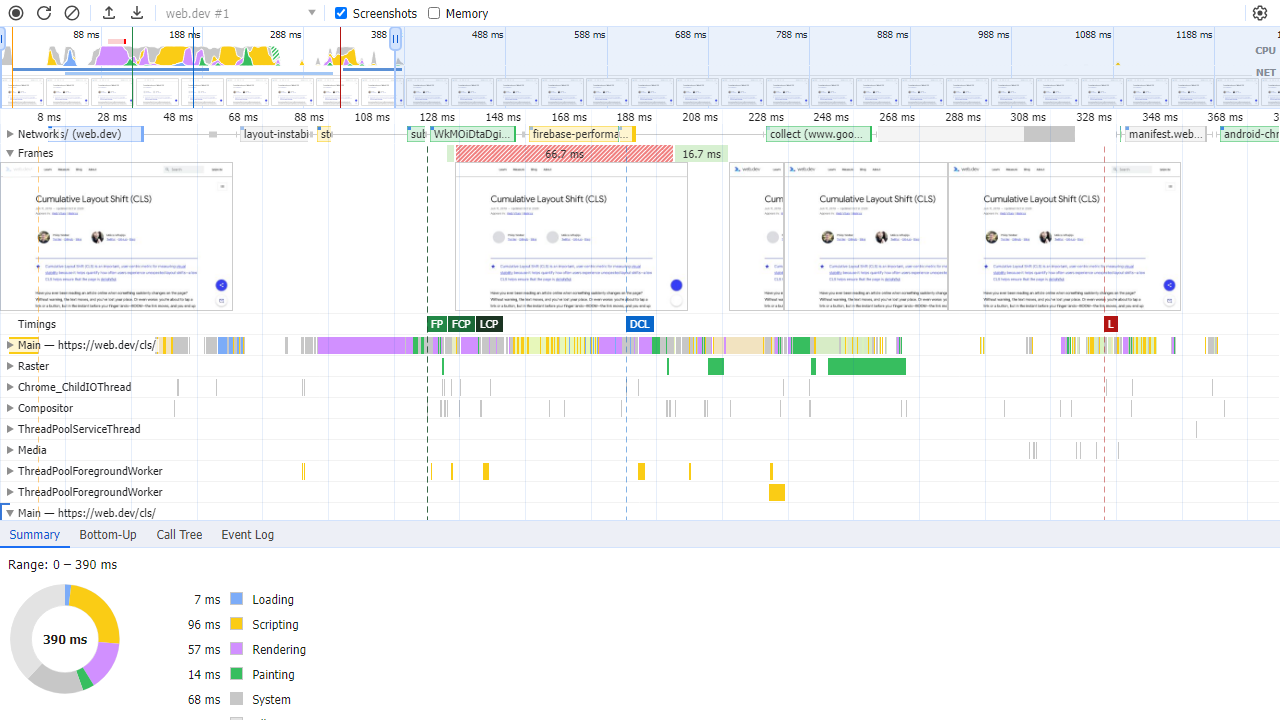 web.dev #1 Screenshots Memory
88 ms 188 ms 288 ms 388 488 ms 588 ms 688 ms 788 ms 888 ms 988 ms 1088 ms 1188 ms
CPU
NET
8 ms 28 ms 48 ms 68 ms 88 ms 108 ms 128 ms 148 ms 168 ms 188 ms 208 ms 228 ms 248 ms 268 ms 288 ms 308 ms 328 ms 348 ms 368 ms
Network s/ (web.dev) layout-instabi WkMOiDtaDgi... firebase-performa... collect (www.goo... manifest.web... android-chr
Frames 66.7 ms 16.7 ms
Cumulative Layout Shift (CLS) Cumulative Layout Shift (CLS) Cumu Cumulative Layout Shift (CLS) Cumulative Layout Shift (CLS)
Timings FP FCP LCP DCL L
Main — https://web.dev/cls/
Raster
Chrome_ChildIOThread
Compositor
ThreadPoolServiceThread
Media
ThreadPoolForegroundWorker
ThreadPoolForegroundWorker
Main — https://web.dev/cls/
Summary Bottom-Up Call Tree Event Log
Range: 0 – 390 ms
390 ms
7 ms Loading
96 ms Scripting
57 ms Rendering
14 ms Painting
68 ms System